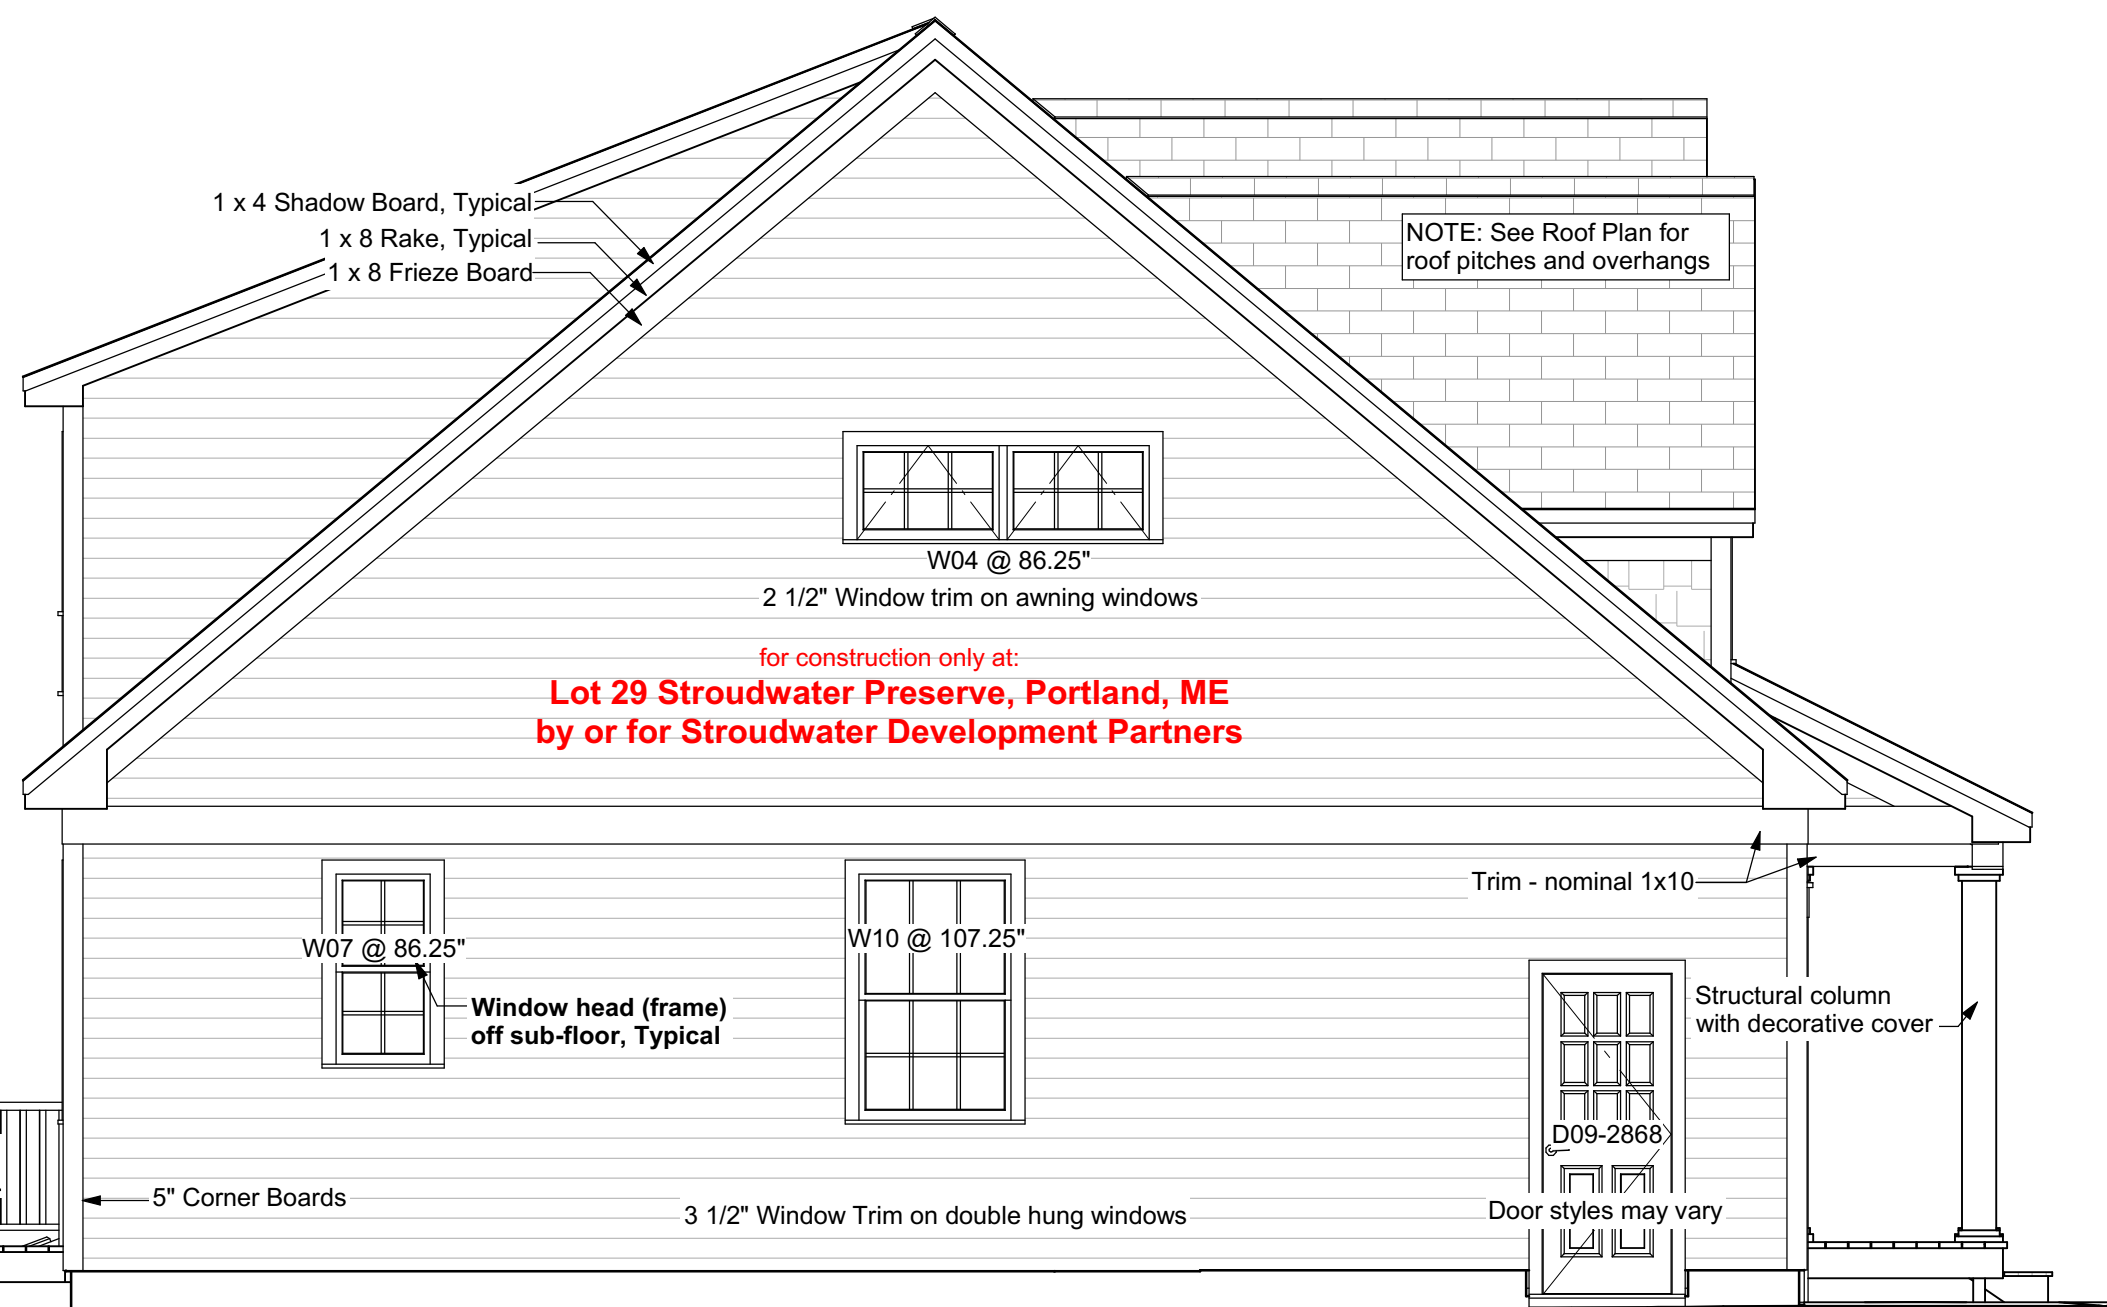 1 x 4 Shadow Board, Typical
1 x 8 Rake, Typical
1 x 8 Frieze Board
NOTE: See Roof Plan for
roof pitches and overhangs
W04 @ 86.25"
2 1/2" Window trim on awning windows
for construction only at:
Lot 29 Stroudwater Preserve, Portland, ME
by or for Stroudwater Development Partners
Trim - nominal 1x10
W07 @ 86.25"
W10 @ 107.25"
Window head (frame)
off sub-floor, Typical
Structural column
with decorative cover
D09-2868
5" Corner Boards
3 1/2" Window Trim on double hung windows
Door styles may vary